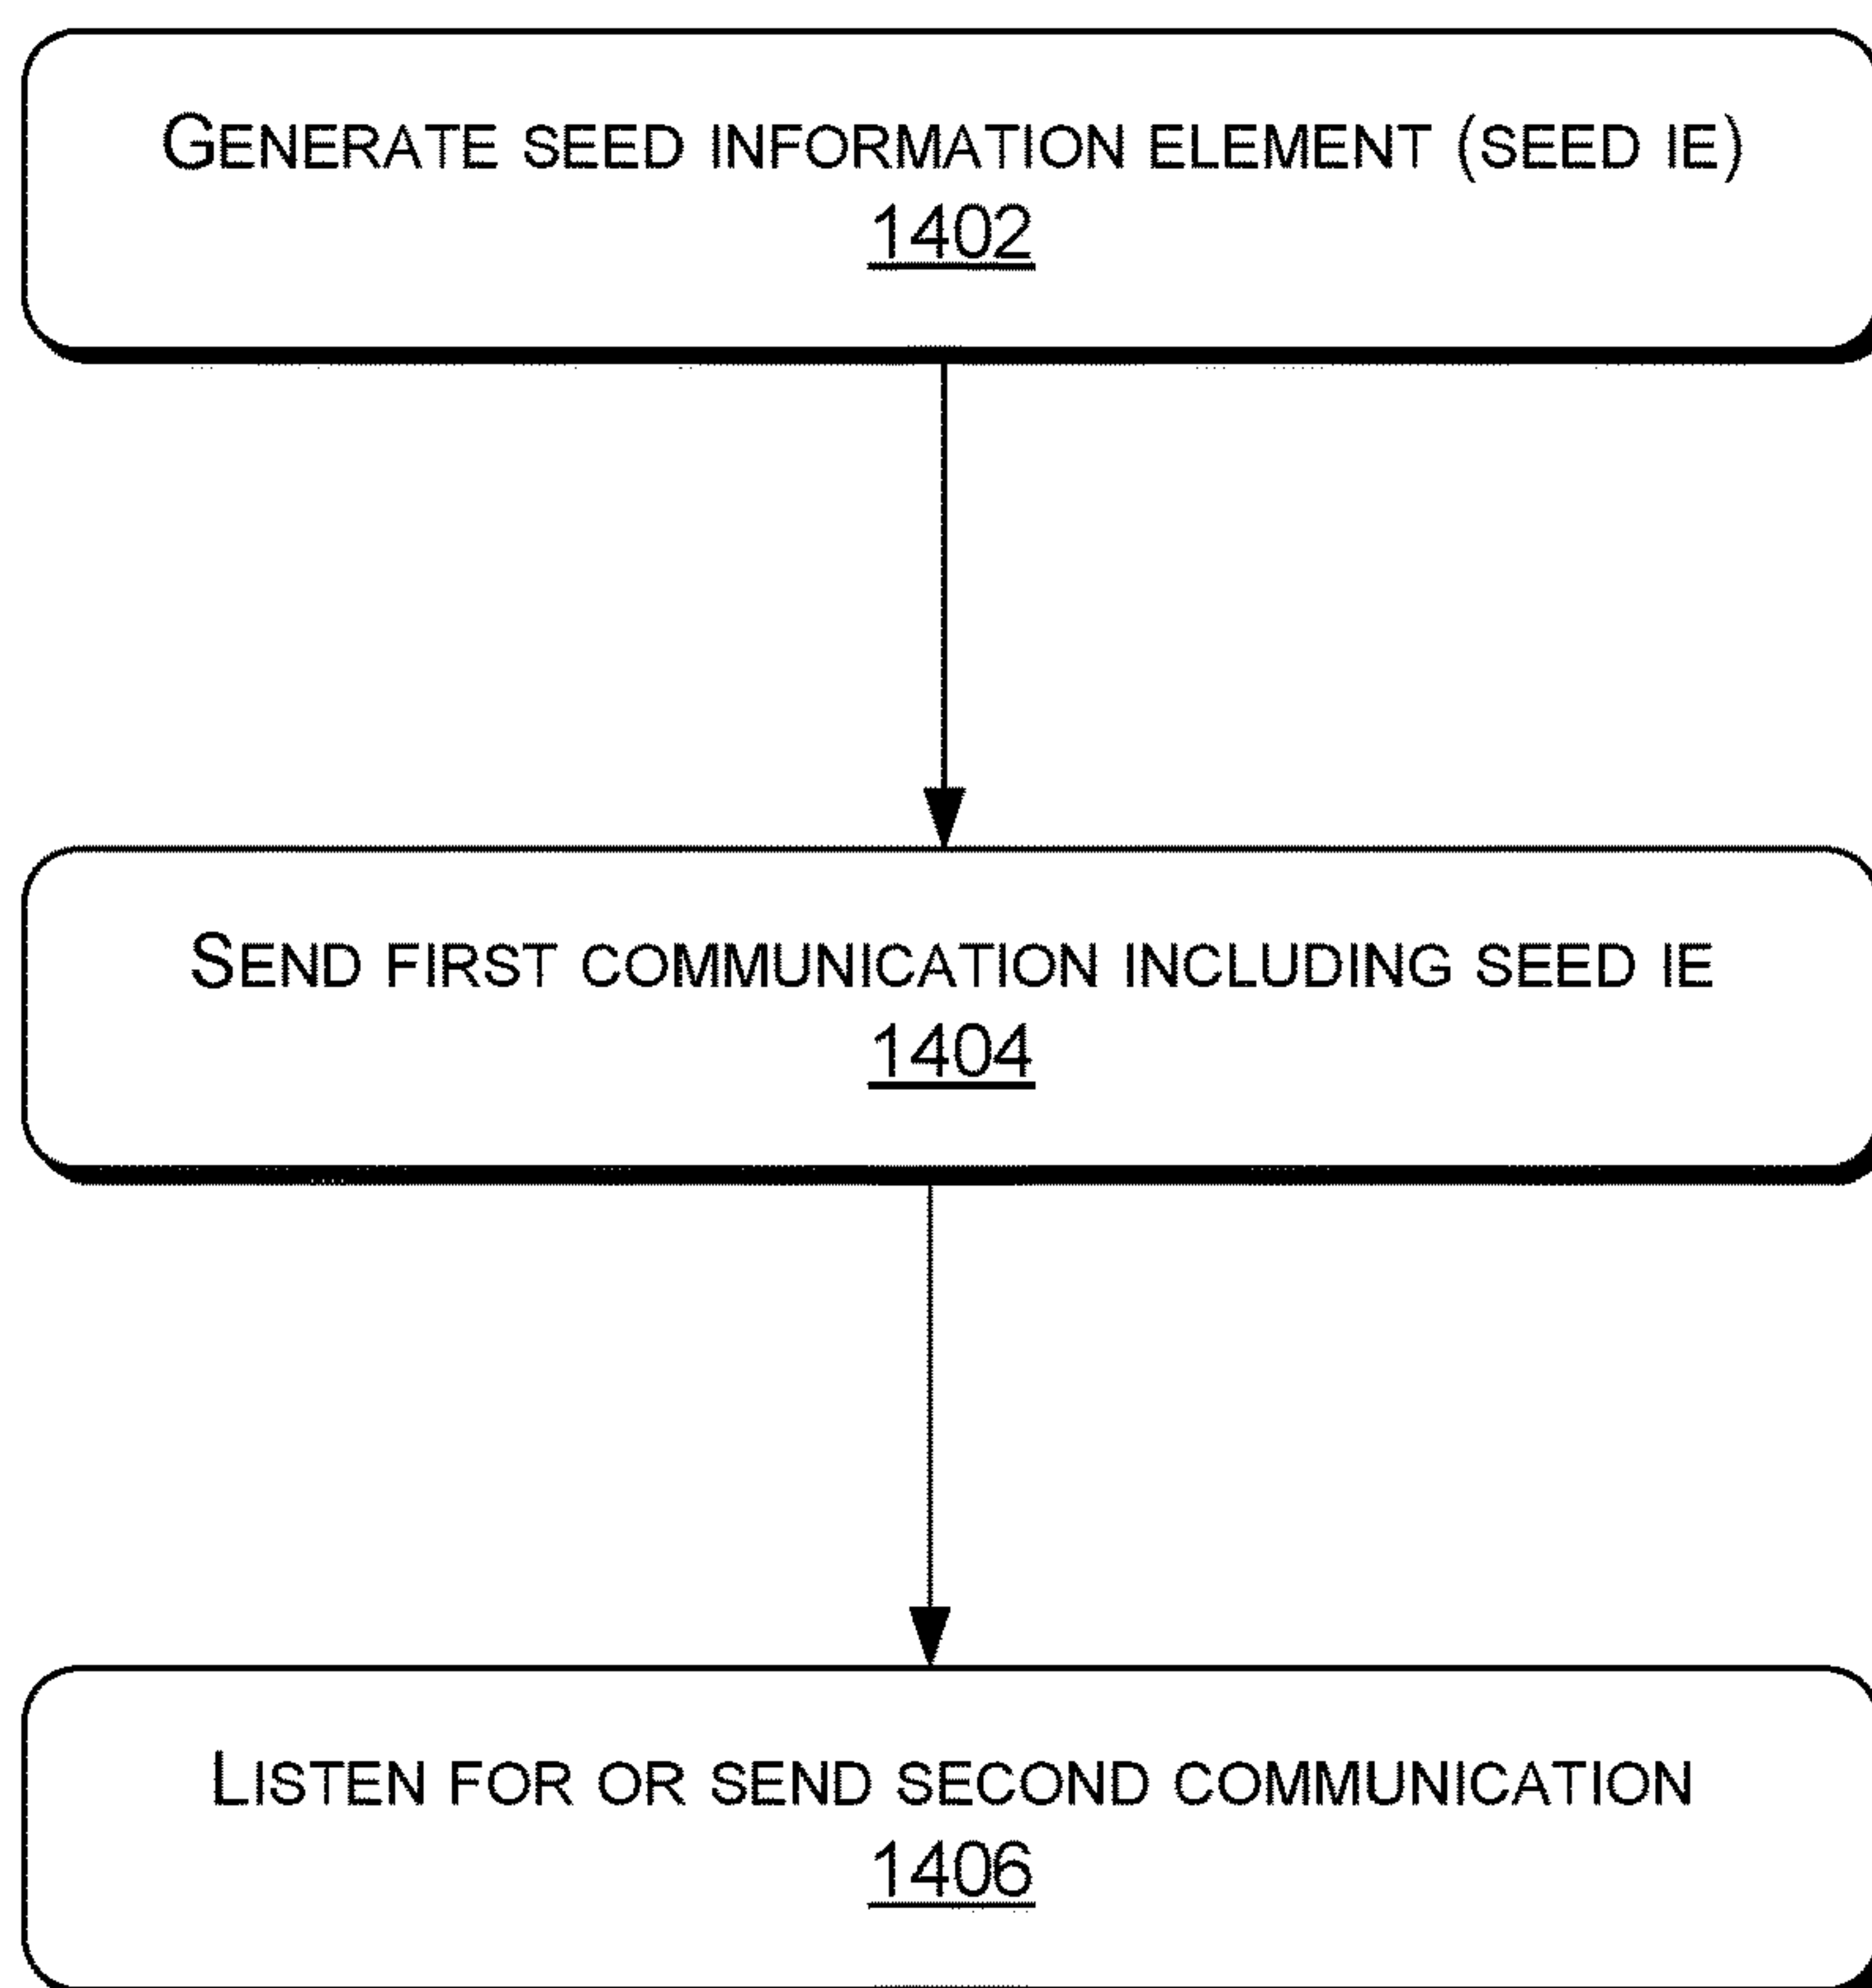 GENERATE SEED INFORMATION ELEMENT (SEED IE)
1402
SEND FIRST COMMUNICATION INCLUDING SEED IE
1404
LISTEN FOR OR SEND SECOND COMMUNICATION
1406